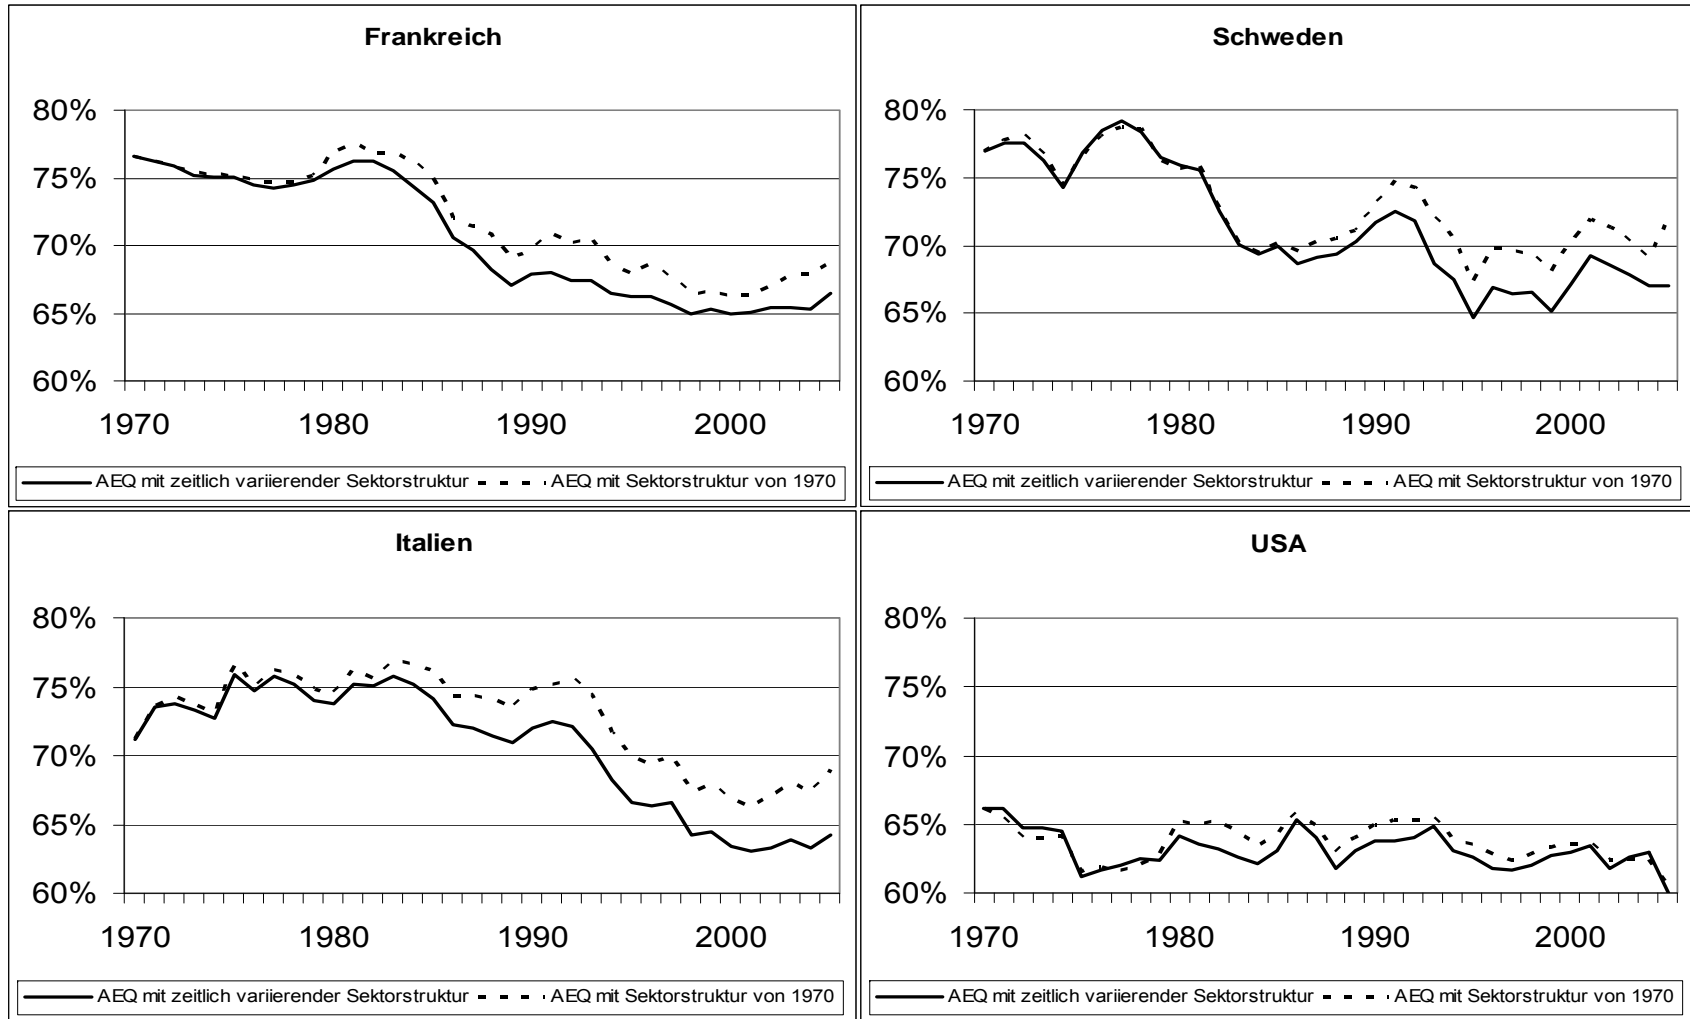 Frankreich
80%
75%
70%
65%
60%
1970 1980 1990 2000
AEQ mit zeitlich variierender Sektorstruktur AEQ mit Sektorstruktur von 1970
Schweden
80%
75%
70%
65%
60%
1970 1980 1990 2000
AEQ mit zeitlich variierender Sektorstruktur AEQ mit Sektorstruktur von 1970
Italien
80%
75%
70%
65%
60%
1970 1980 1990 2000
AEQ mit zeitlich variierender Sektorstruktur AEQ mit Sektorstruktur von 1970
USA
80%
75%
70%
65%
60%
1970 1980 1990 2000
AEQ mit zeitlich variierender Sektorstruktur AEQ mit Sektorstruktur von 1970